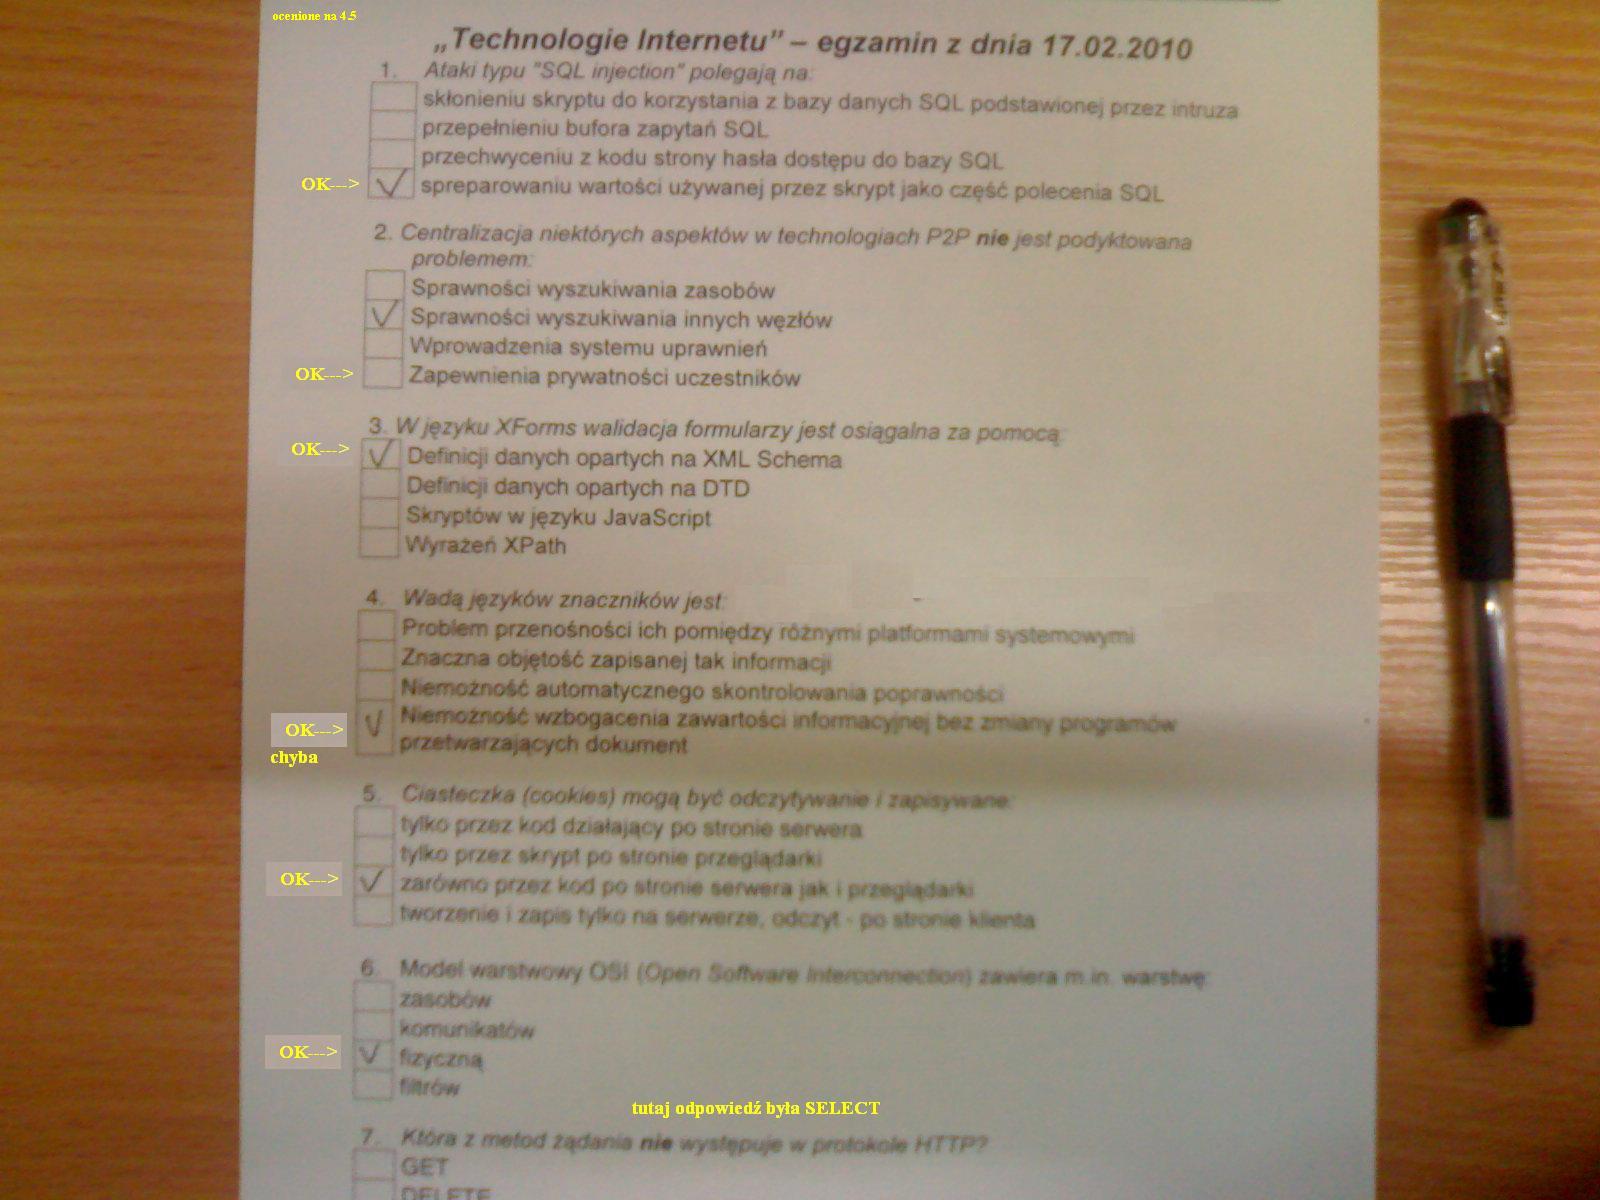 ocenione na 4.5
„Technologie Internetu” – egzamin z dnia 17.02.2010
1. Ataki typu "SQL injection" polegają na:
skłonieniu skryptu do korzystania z bazy danych SQL podstawionej przez intruza
przepełnieniu bufora zapytań SQL
przechwyceniu z kodu strony hasła dostępu do bazy SQL
OK---> spreparowaniu wartości używanej przez skrypt jako część polecenia SQL
2. Centralizacja niektórych aspektów w technologiach P2P nie jest podyktowana
problemem:
Sprawności wyszukiwania zasobów
Sprawności wyszukiwania innych węzłów
Wprowadzenia systemu uprawnień
OK---> Zapewnienia prywatności uczestników
3. W języku XForms walidacja formularzy jest osiągalna za pomocą:
OK---> Definicji danych opartych na XML Schema
Definicji danych opartych na DTD
Skryptów w języku JavaScript
Wyrażeń XPath
4. Wadą języków znaczników jest:
Problem przenośności ich pomiędzy różnymi platformami systemowymi
Znaczna objętość zapisanej tak informacji
Niemożność automatycznego skontrolowania poprawności
OK---> Niemożność wzbogacenia zawartości informacyjnej bez zmiany programów
chyba przetwarzających dokument
5. Ciasteczka (cookies) mogą być odczytywanie i zapisywane:
tylko przez kod działający po stronie serwera
tylko przez skrypt po stronie przeglądarki
OK---> zarówno przez kod po stronie serwera jak i przeglądarki
tworzenie i zapis tylko na serwerze, odczyt - po stronie klienta
6. Model warstwowy OSI (Open Software Interconnection) zawiera m.in. warstwę:
zasobów
komunikatów
OK---> fizyczną
filtrów
tutaj odpowiedź była SELECT
7. Która z metod żądania nie występuje w protokole HTTP?
GET
DELETE